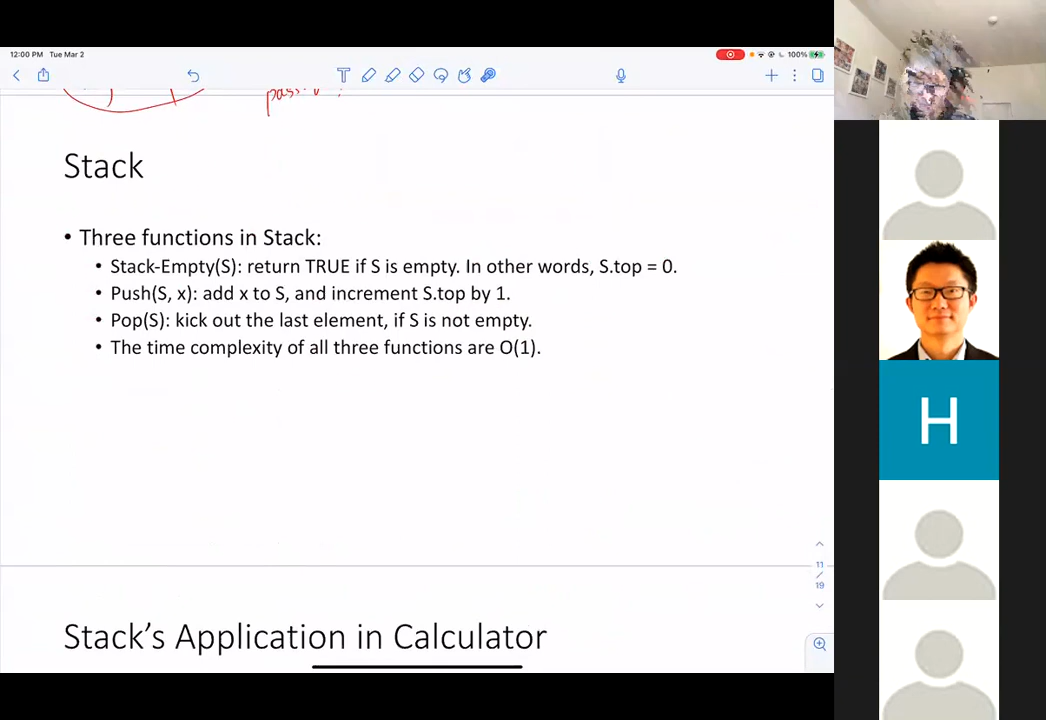 12:00 PM Tue Mar 2
100%
Stack
• Three functions in Stack:
• Stack-Empty(S): return TRUE if S is empty. In other words, S.top = 0.
• Push(S, x): add x to S, and increment S.top by 1.
• Pop(S): kick out the last element, if S is not empty.
• The time complexity of all three functions are O(1).
H
11
/
19
Stack's Application in Calculator